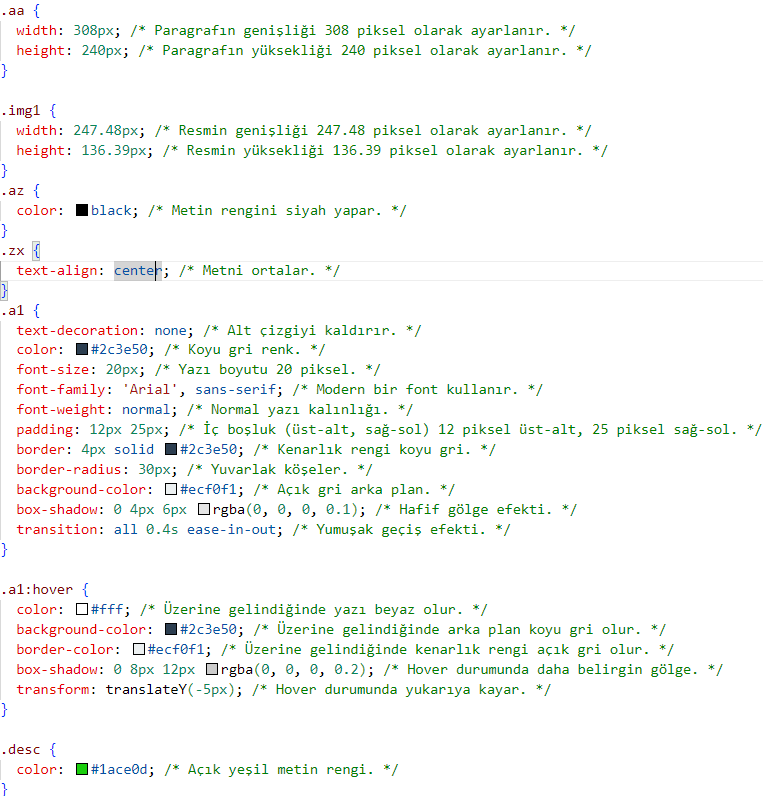 .aa {
  width: 308px; /* Paragrafın genişliği 308 piksel olarak ayarlanır. */
  height: 240px; /* Paragrafın yüksekliği 240 piksel olarak ayarlanır. */
}

.img1 {
  width: 247.48px; /* Resmin genişliği 247.48 piksel olarak ayarlanır. */
  height: 136.39px; /* Resmin yüksekliği 136.39 piksel olarak ayarlanır. */
}
.az {
  color: black; /* Metin rengini siyah yapar. */
}
.zx {
  text-align: center; /* Metni ortalar. */
}
.a1 {
  text-decoration: none; /* Alt çizgiyi kaldırır. */
  color: #2c3e50; /* Koyu gri renk. */
  font-size: 20px; /* Yazı boyutu 20 piksel. */
  font-family: 'Arial', sans-serif; /* Modern bir font kullanır. */
  font-weight: normal; /* Normal yazı kalınlığı. */
  padding: 12px 25px; /* İç boşluk (üst-alt, sağ-sol) 12 piksel üst-alt, 25 piksel sağ-sol. */
  border: 4px solid #2c3e50; /* Kenarlık rengi koyu gri. */
  border-radius: 30px; /* Yuvarlak köşeler. */
  background-color: #ecf0f1; /* Açık gri arka plan. */
  box-shadow: 0 4px 6px rgba(0, 0, 0, 0.1); /* Hafif gölge efekti. */
  transition: all 0.4s ease-in-out; /* Yumuşak geçiş efekti. */
}

.a1:hover {
  color: #fff; /* Üzerine gelindiğinde yazı beyaz olur. */
  background-color: #2c3e50; /* Üzerine gelindiğinde arka plan koyu gri olur. */
  border-color: #ecf0f1; /* Üzerine gelindiğinde kenarlık rengi açık gri olur. */
  box-shadow: 0 8px 12px rgba(0, 0, 0, 0.2); /* Hover durumunda daha belirgin gölge. */
  transform: translateY(-5px); /* Hover durumunda yukarıya kayar. */
}

.desc {
  color: #1ace0d; /* Açık yeşil metin rengi. */
}